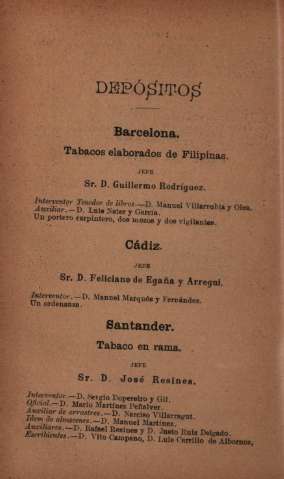 DEPÓSITOS
Barcelona.
Tabacos elaborados de Filipinas.
JEFE
Sr. D. Guillermo Rodríguez.
Interventor Tenedor de libros.—D. Manuel Villarrubia y Olea.
Auxiliar.—D. Luis Noter y García.
Un portero carpintero, dos mozos y dos vigilantes.
Cádiz.
JEFE
Sr. D. Feliciano de Egaña y Arregui.
Interventor.—D. Manuel Marqués y Fernández.
Un ordenanza.
Santander.
Tabaco en rama.
JEFE
Sr. D. José Resines.
Interventor.—D. Sergio Dopereiro y Gil.
Oficial.—D. Mario Martínez Peñalver.
Auxiliar de arrastres.—D. Narciso Villarragut.
Idem de almacenes.—D. Manuel Martínez.
Auxiliares.—D. Rafael Resines y D. Justo Ruiz Delgado.
Escribientes.—D. Vito Campano, D. Luis Carrillo de Albornoz,